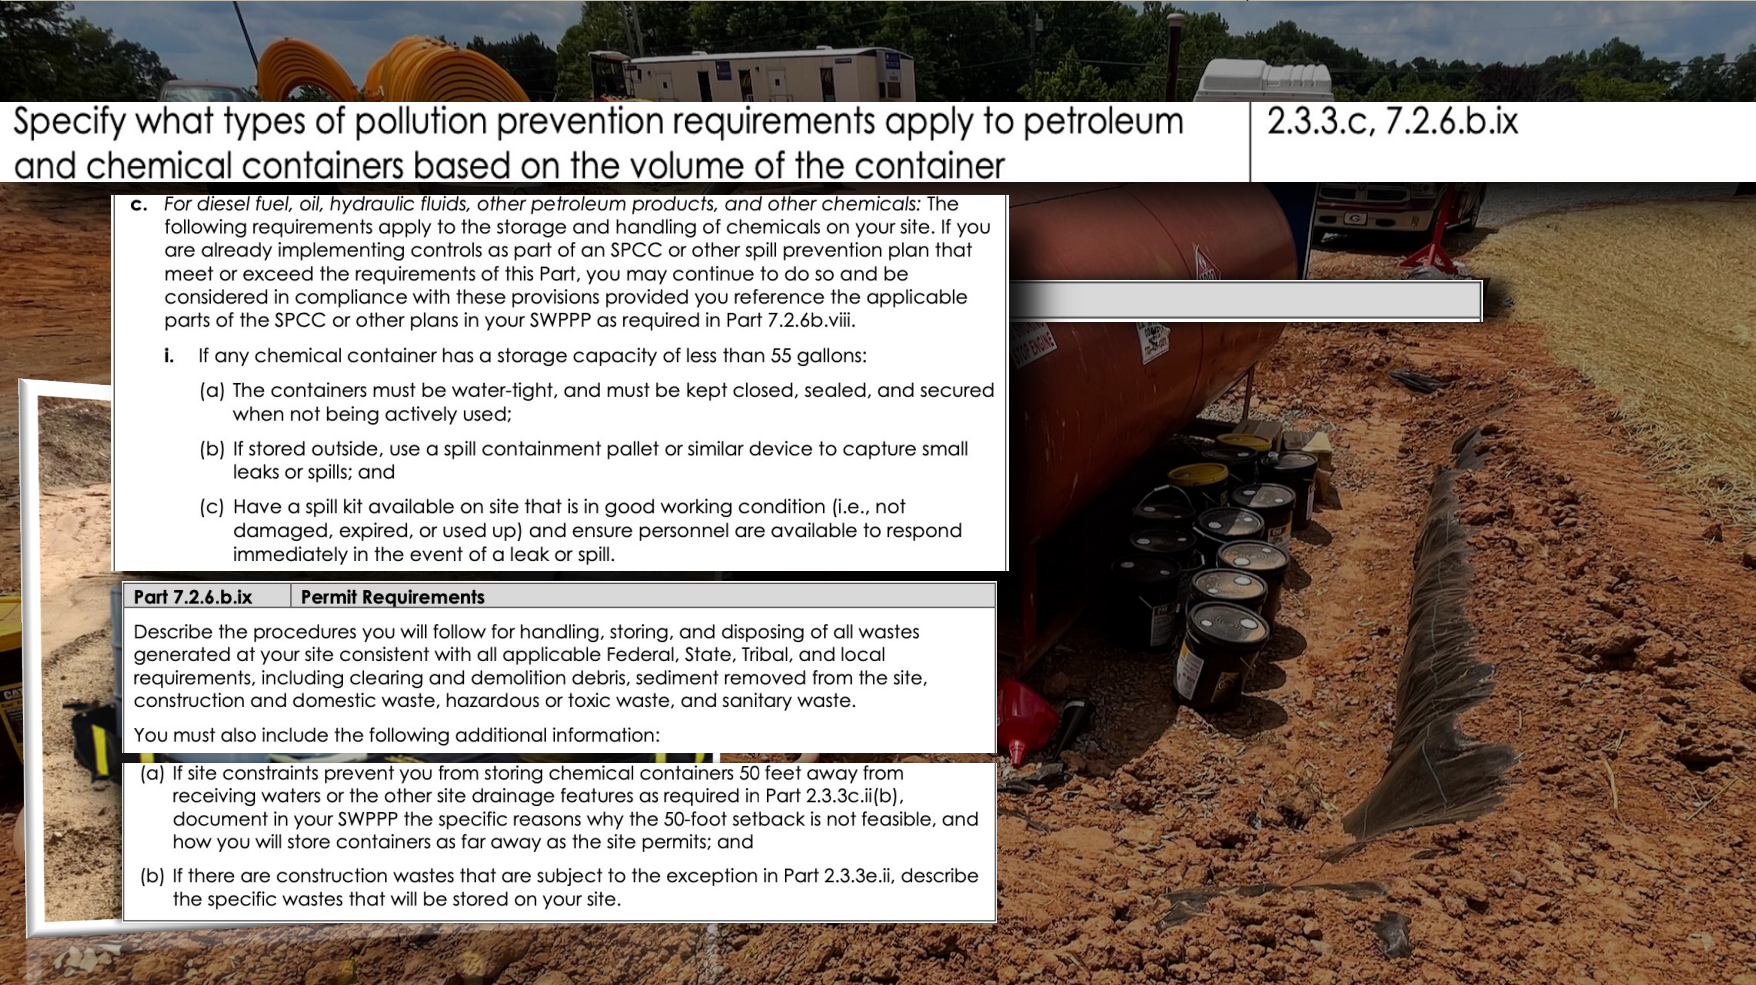 Specify what types of pollution prevention requirements apply to petroleum
and chemical containers based on the volume of the container
2.3.3.c, 7.2.6.b.ix
c. For diesel fuel, oil, hydraulic fluids, other petroleum products, and other chemicals: The
following requirements apply to the storage and handling of chemicals on your site. If you
are already implementing controls as part of an SPCC or other spill prevention plan that
meet or exceed the requirements of this Part, you may continue to do so and be
considered in compliance with these provisions provided you reference the applicable
parts of the SPCC or other plans in your SWPPP as required in Part 7.2.6b.viii.
i. If any chemical container has a storage capacity of less than 55 gallons:
(a) The containers must be water-tight, and must be kept closed, sealed, and secured
when not being actively used;
(b) If stored outside, use a spill containment pallet or similar device to capture small
leaks or spills; and
(c) Have a spill kit available on site that is in good working condition (i.e., not
damaged, expired, or used up) and ensure personnel are available to respond
immediately in the event of a leak or spill.
Part 7.2.6.b.ix Permit Requirements
Describe the procedures you will follow for handling, storing, and disposing of all wastes
generated at your site consistent with all applicable Federal, State, Tribal, and local
requirements, including clearing and demolition debris, sediment removed from the site,
construction and domestic waste, hazardous or toxic waste, and sanitary waste.
You must also include the following additional information:
(a) If site constraints prevent you from storing chemical containers 50 feet away from
receiving waters or the other site drainage features as required in Part 2.3.3c.ii(b),
document in your SWPPP the specific reasons why the 50-foot setback is not feasible, and
how you will store containers as far away as the site permits; and
(b) If there are construction wastes that are subject to the exception in Part 2.3.3e.ii, describe
the specific wastes that will be stored on your site.
STOP ENGINE